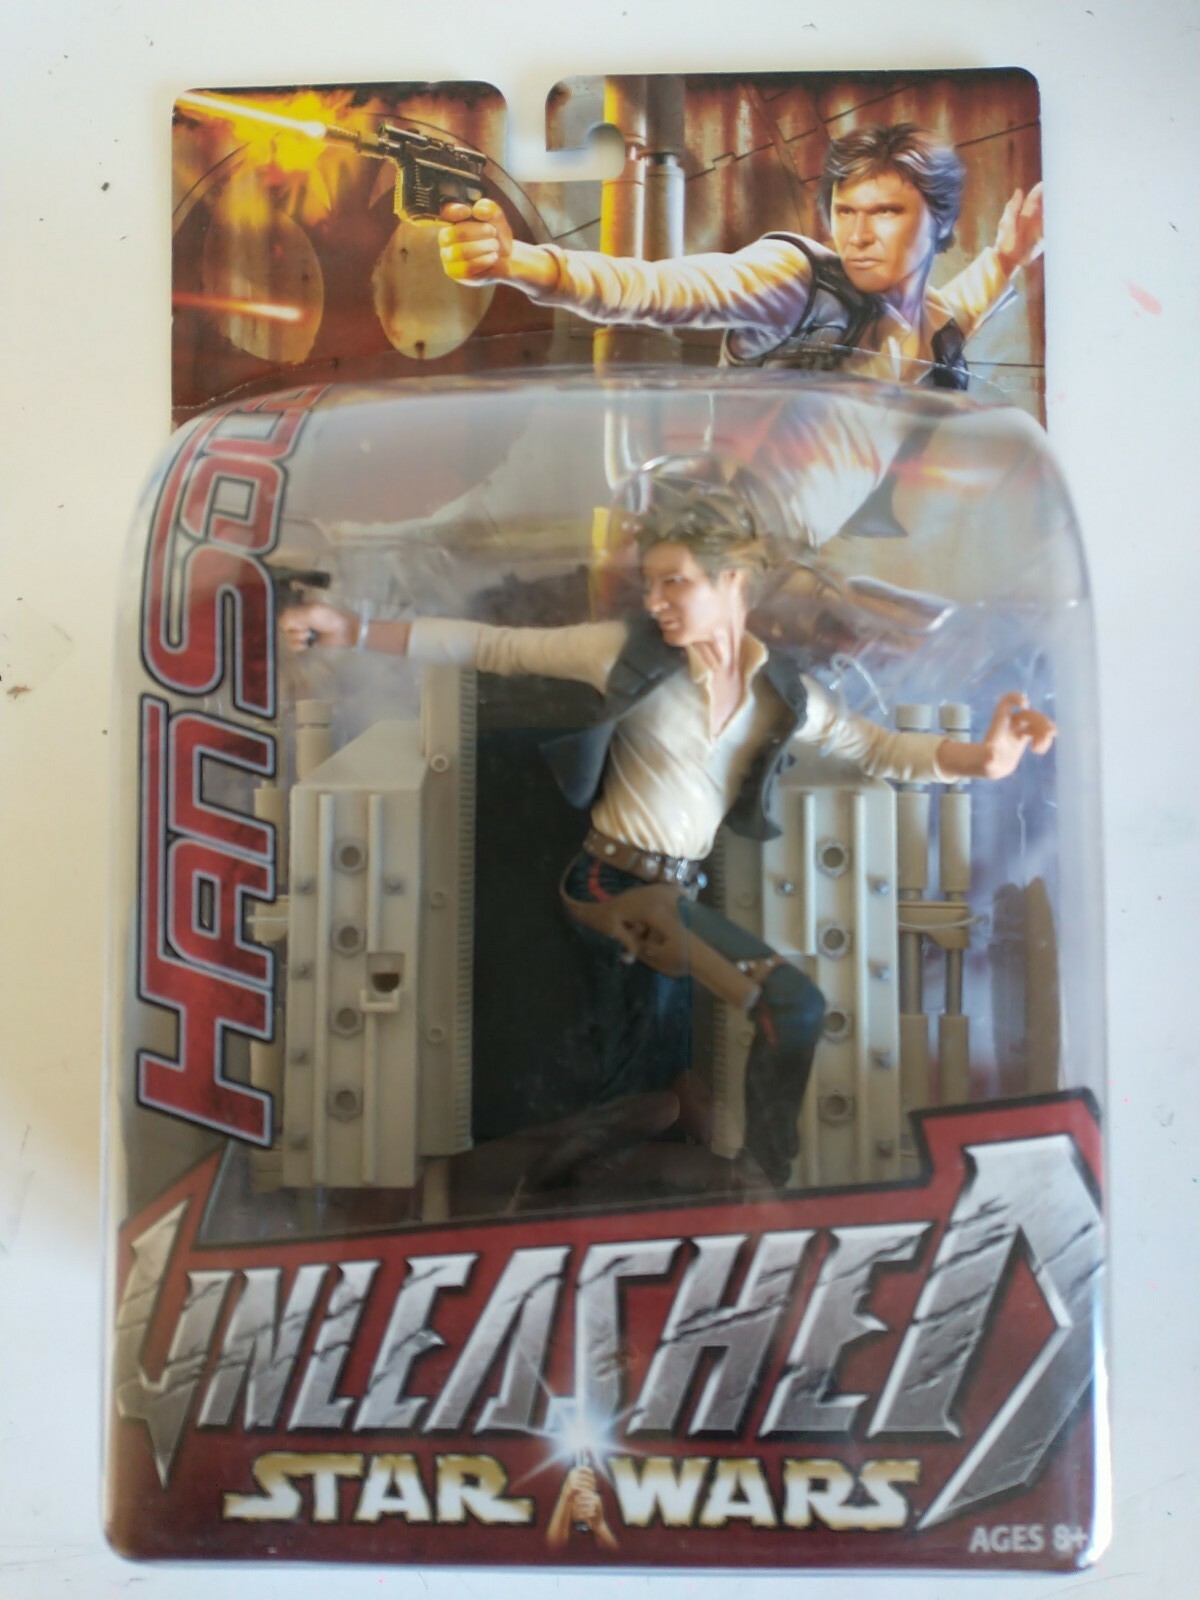 HAN SOLO
UNLEASHED
STAR WARS
AGES 8+